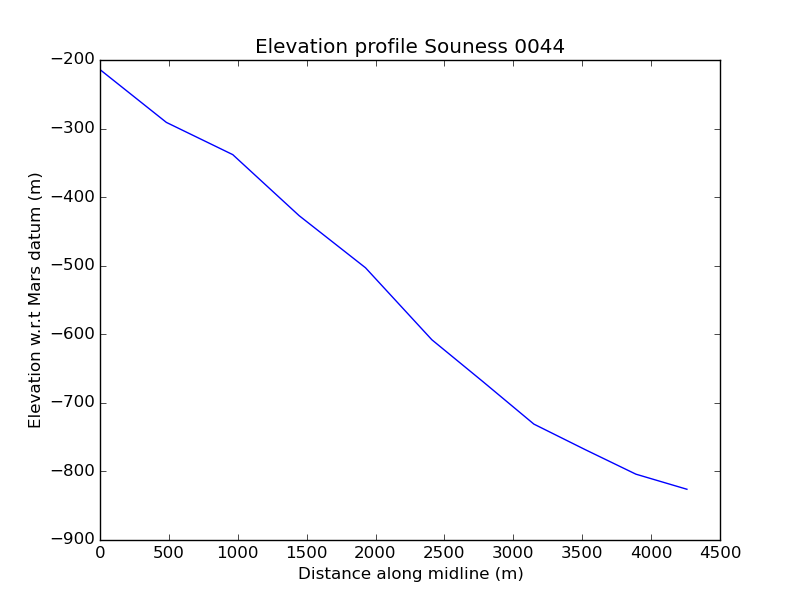 Elevation profile Souness 0044
−200
−300
−400
−500
−600
−700
−800
−900
Elevation w.r.t Mars datum (m)
0 500 1000 1500 2000 2500 3000 3500 4000 4500
Distance along midline (m)